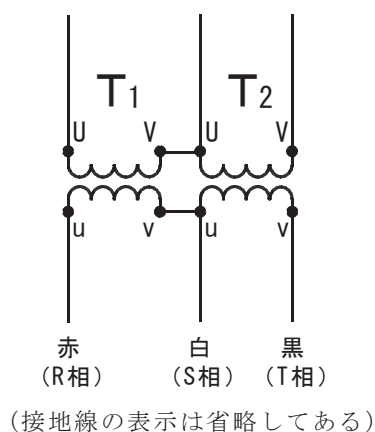 T1 T2
U V U V
u v u v
赤 白 黒
(R相) (S相) (T相)
(接地線の表示は省略してある)